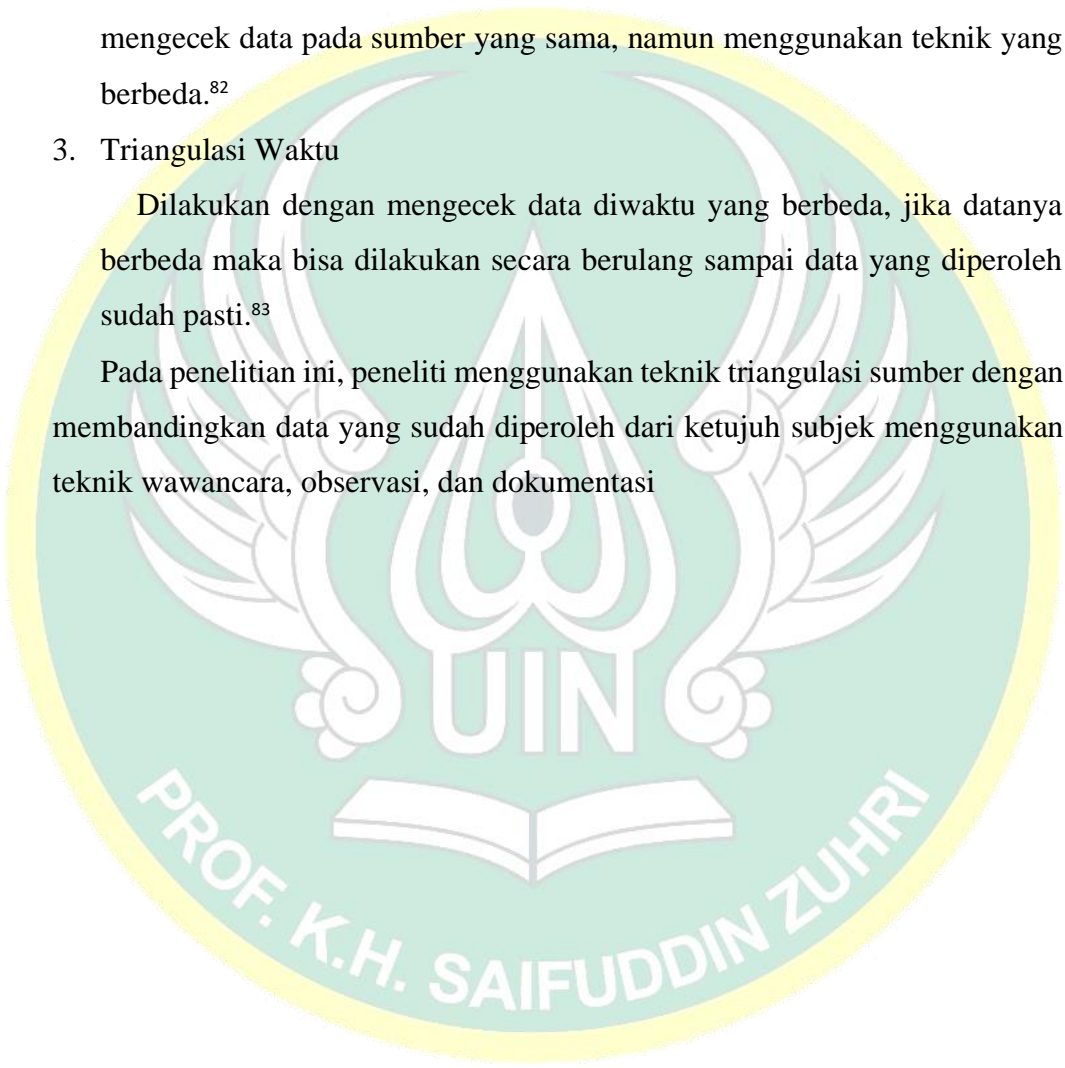 mengecek data pada sumber yang sama, namun menggunakan teknik yang
berbeda.⁸²
3. Triangulasi Waktu
Dilakukan dengan mengecek data diwaktu yang berbeda, jika datanya
berbeda maka bisa dilakukan secara berulang sampai data yang diperoleh
sudah pasti.⁸³
Pada penelitian ini, peneliti menggunakan teknik triangulasi sumber dengan
membandingkan data yang sudah diperoleh dari ketujuh subjek menggunakan
teknik wawancara, observasi, dan dokumentasi
UIN
PROF. K.H. SAIFUDDIN ZUHRI